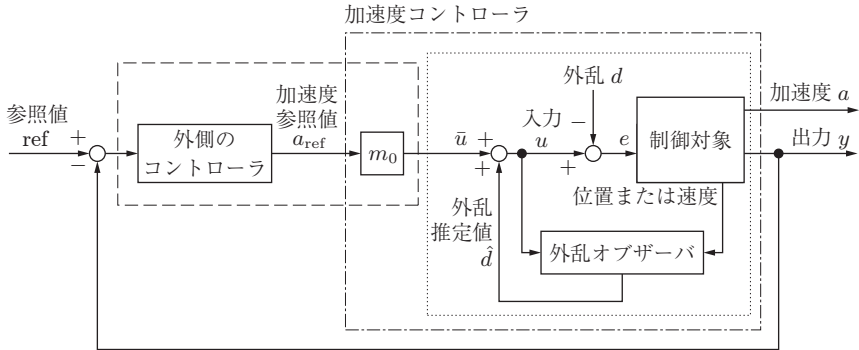 加速度コントローラ
参照値
ref
+
−
外側の
コントローラ
加速度
参照値
a_ref
m_0
ū
+
+
外乱
推定値
d̂
入力
u
+
外乱 d
−
e
制御対象
加速度 a
出力 y
位置または速度
外乱オブザーバ